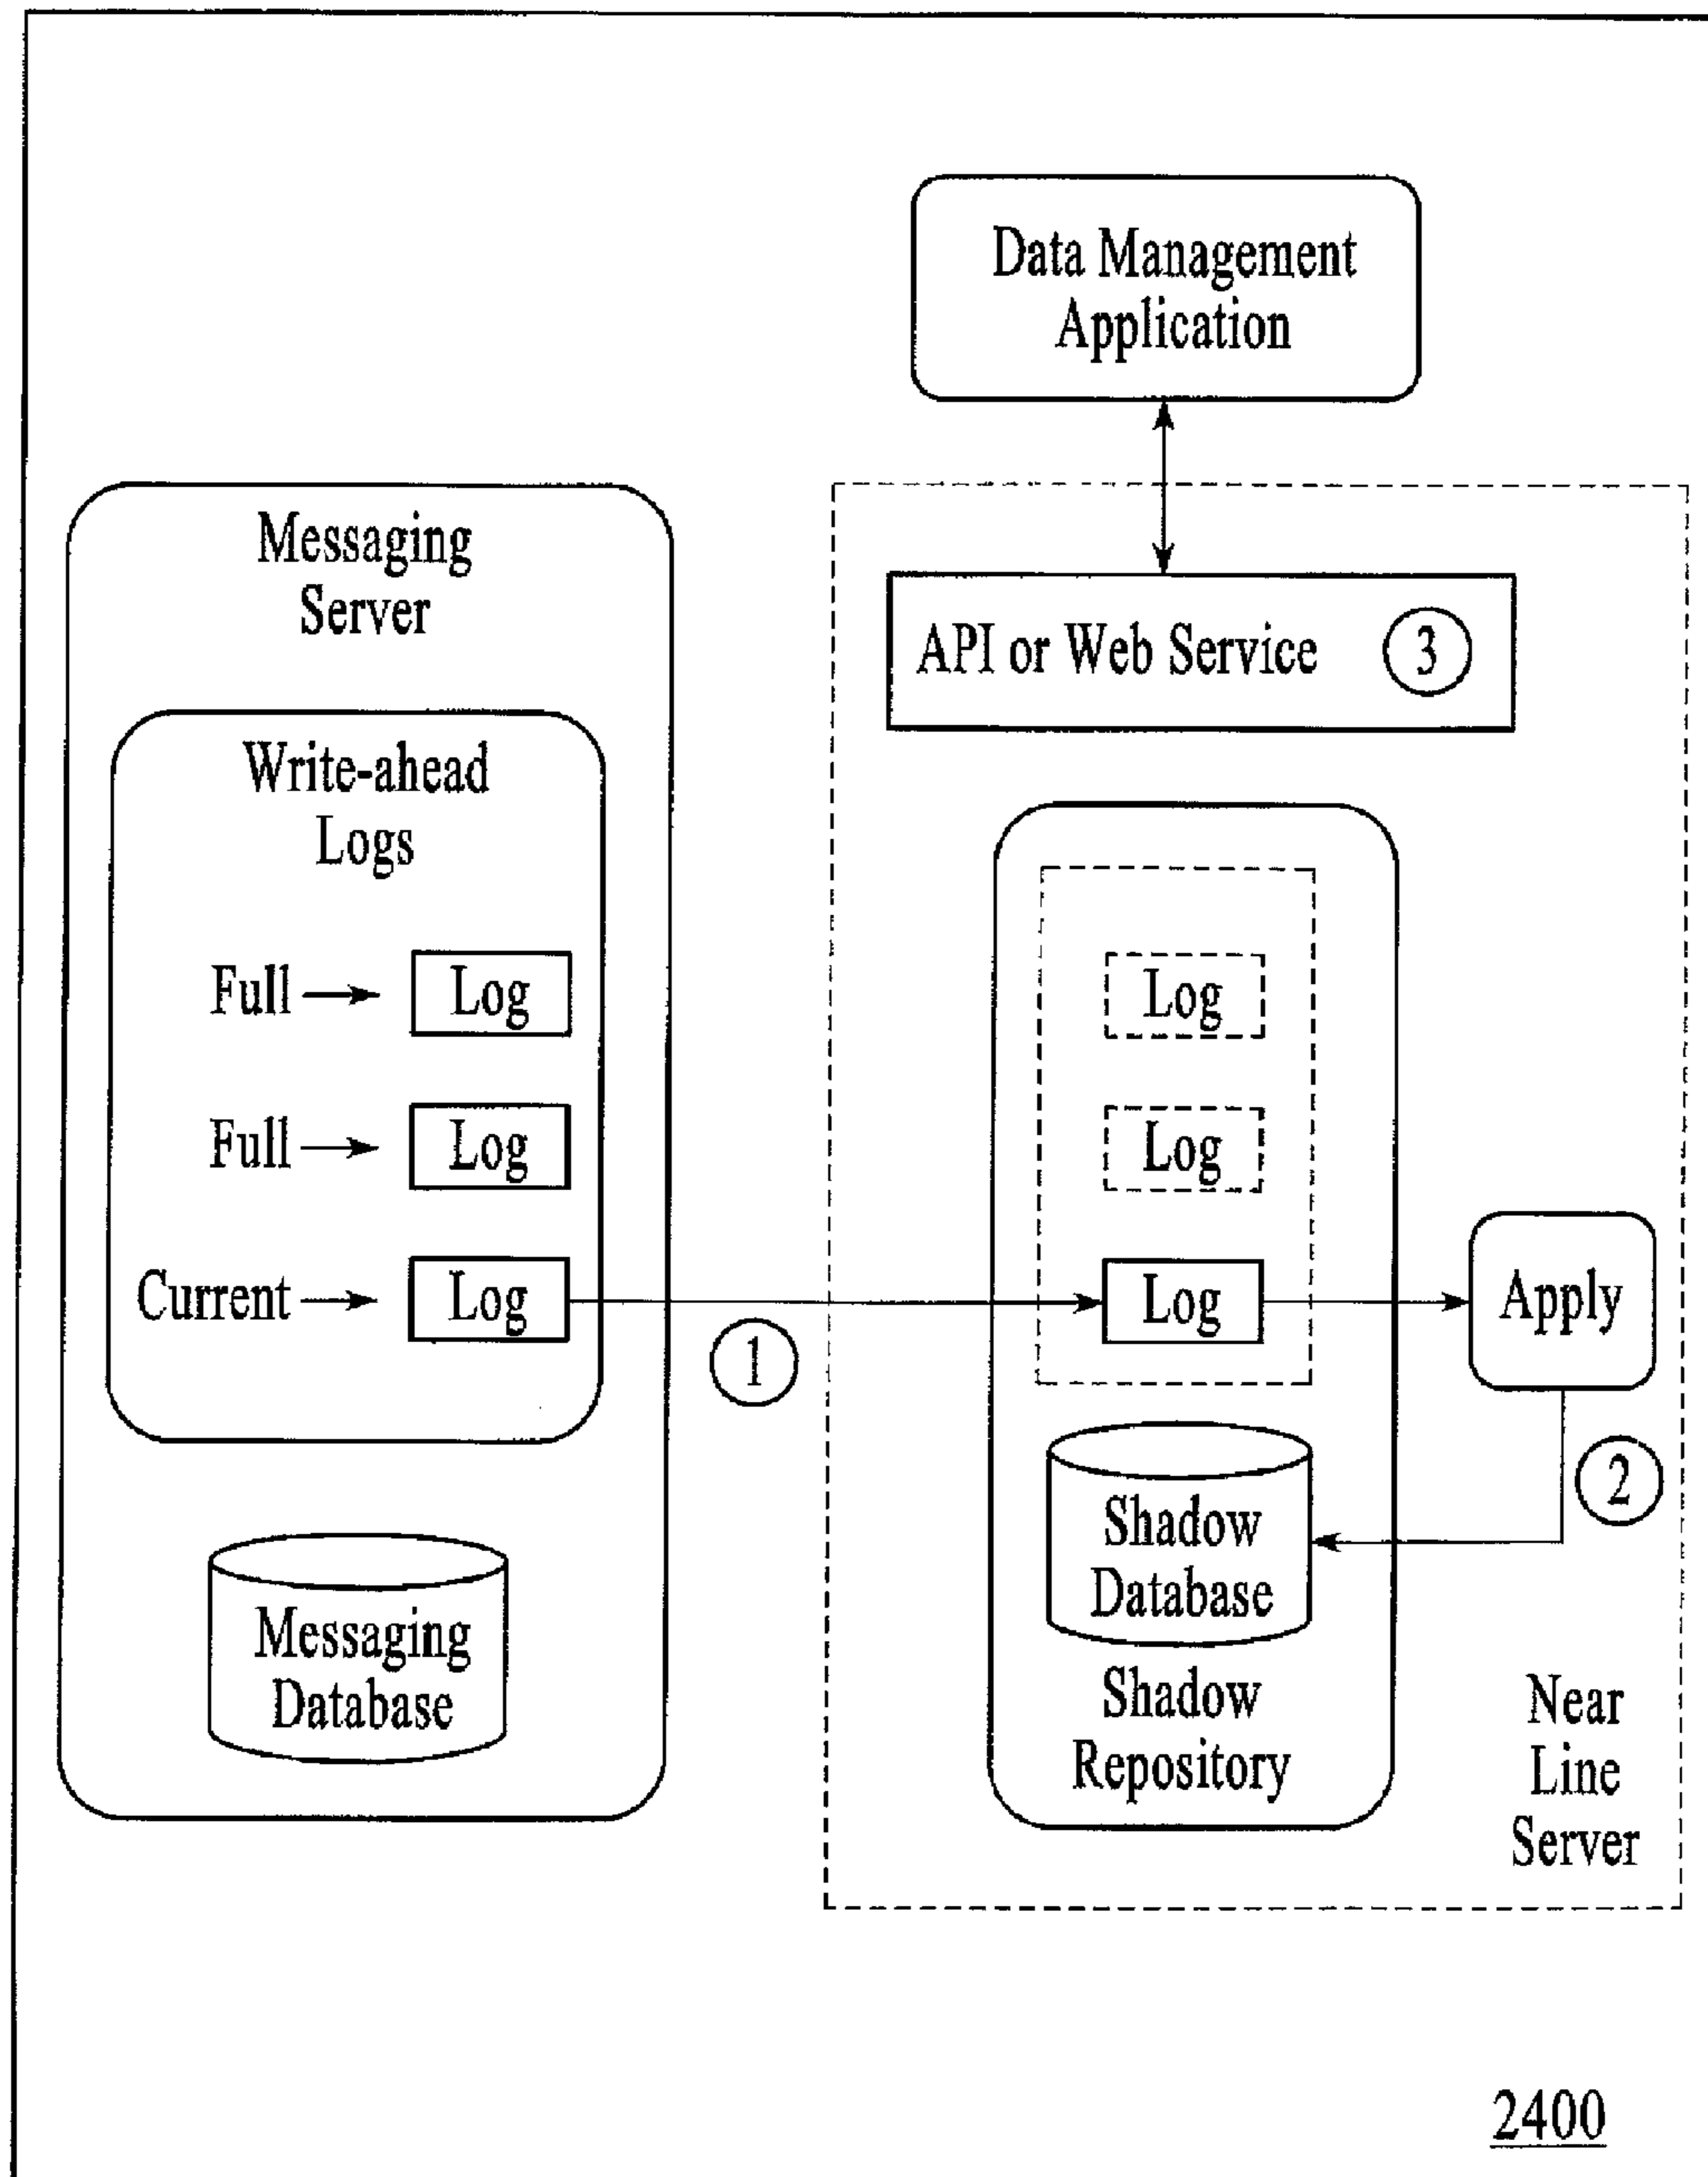 Data Management
Application
Messaging
Server
API or Web Service 3
Write-ahead
Logs
Full Log
Full Log
Current Log
Log
Log
Log
Apply
1
2
Messaging
Database
Shadow
Database
Shadow
Repository
Near
Line
Server
2400